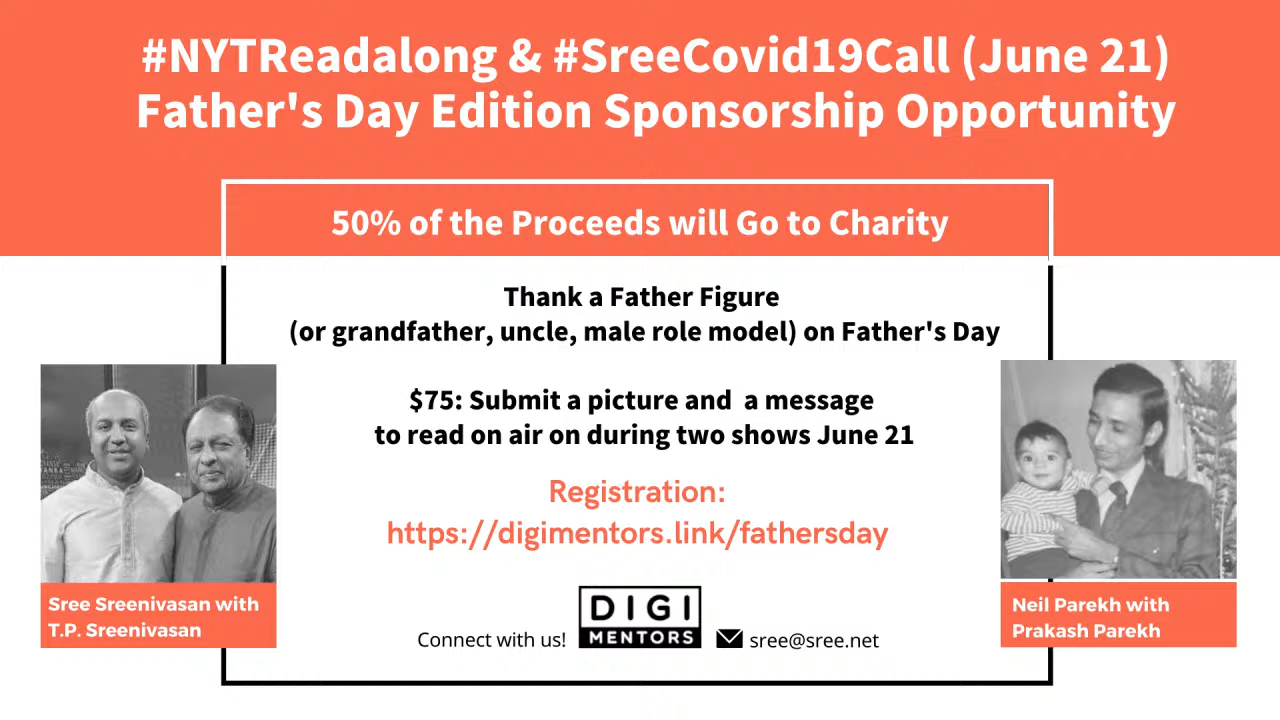 #NYTReadalong & #SreeCovid19Call (June 21)
Father's Day Edition Sponsorship Opportunity
50% of the Proceeds will Go to Charity
Thank a Father Figure
(or grandfather, uncle, male role model) on Father's Day
$75: Submit a picture and a message
to read on air on during two shows June 21
Registration:
https://digimentors.link/fathersday
Sree Sreenivasan with
T.P. Sreenivasan
Neil Parekh with
Prakash Parekh
Connect with us!
DIGI
MENTORS
sree@sree.net